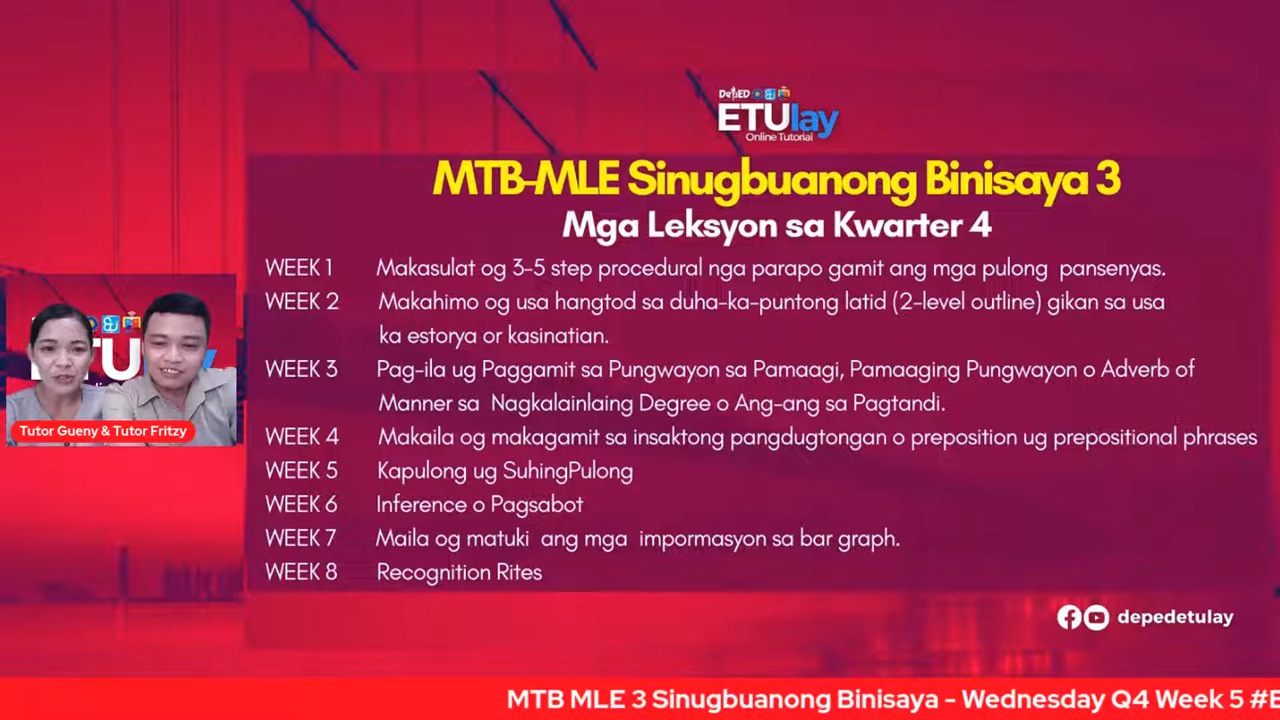 DepED
ETUlay
Online Tutorial
MTB-MLE Sinugbuanong Binisaya 3
Mga Leksyon sa Kwarter 4
WEEK 1 Makasulat og 3-5 step procedural nga parapo gamit ang mga pulong pansenyas.
WEEK 2 Makahimo og usa hangtod sa duha-ka-puntong latid (2-level outline) gikan sa usa
ka estorya or kasinatian.
WEEK 3 Pag-ila ug Paggamit sa Pungwayon sa Pamaagi, Pamaaging Pungwayon o Adverb of
Manner sa Nagkalainlaing Degree o Ang-ang sa Pagtandi.
WEEK 4 Makaila og makagamit sa insaktong pangdugtongan o preposition ug prepositional phrases
WEEK 5 Kapulong ug SuhingPulong
WEEK 6 Inference o Pagsabot
WEEK 7 Maila og matuki ang mga impormasyon sa bar graph.
WEEK 8 Recognition Rites
TU
Tutor Gueny & Tutor Fritzy
depedetulay
MTB MLE 3 Sinugbuanong Binisaya - Wednesday Q4 Week 5 #E